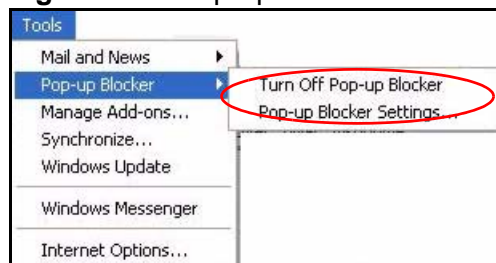 Tools
Mail and News
Pop-up Blocker
Turn Off Pop-up Blocker
Manage Add-ons...
Pop-up Blocker Settings...
Synchronize...
Windows Update
Windows Messenger
Internet Options...